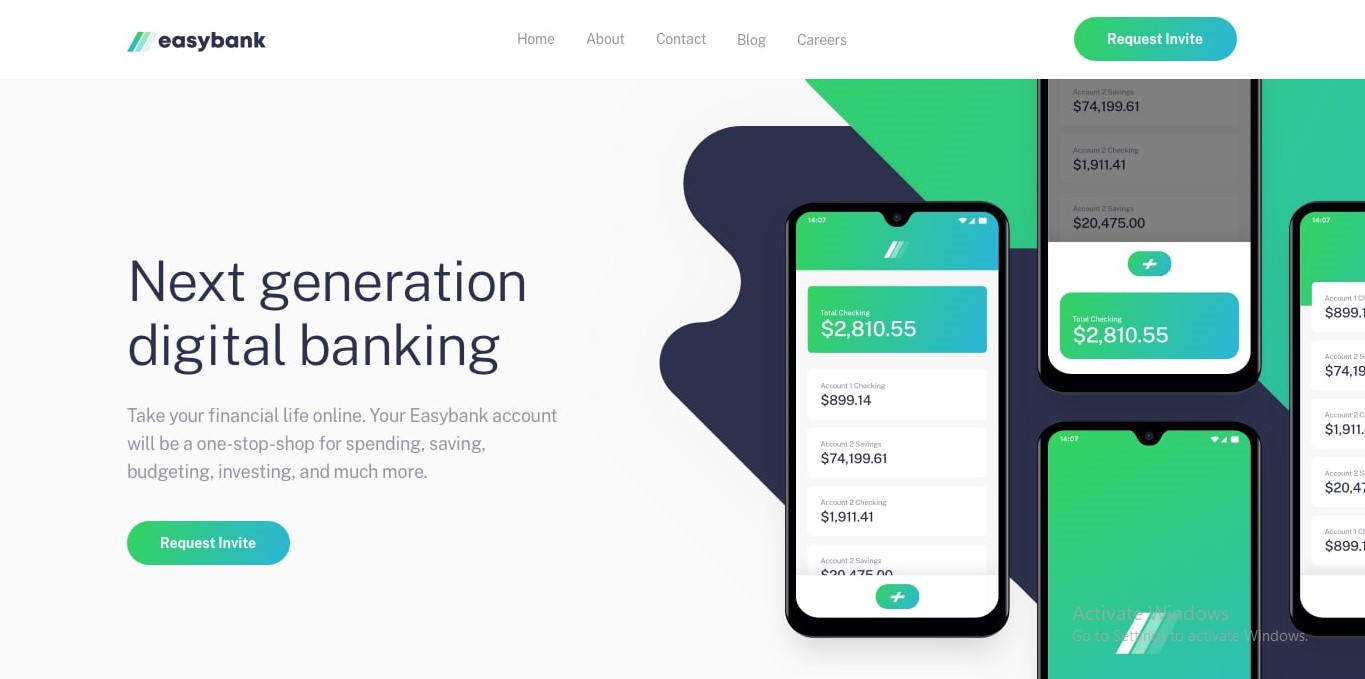 easybank
Home
About
Contact
Blog
Careers
Request Invite
Next generation
digital banking
Take your financial life online. Your Easybank account
will be a one-stop-shop for spending, saving,
budgeting, investing, and much more.
Request Invite
14:07
Total Checking
$2,810.55
Account 1 Checking
$899.14
Account 2 Savings
$74,199.61
Account 2 Checking
$1,911.41
Account 2 Savings
$20,475.00
Account 2 Savings
$74,199.61
Account 2 Checking
$1,911.41
Account 2 Savings
$20,475.00
Total Checking
$2,810.55
14:07
14:07
Account 1 Ch
$899.1
Account 2 S
$74,19
Account 2 C
$1,911.
Account 2 S
$20,47
Account 1 Ch
$899.1
Activate Windows
Go to Settings to activate Windows.